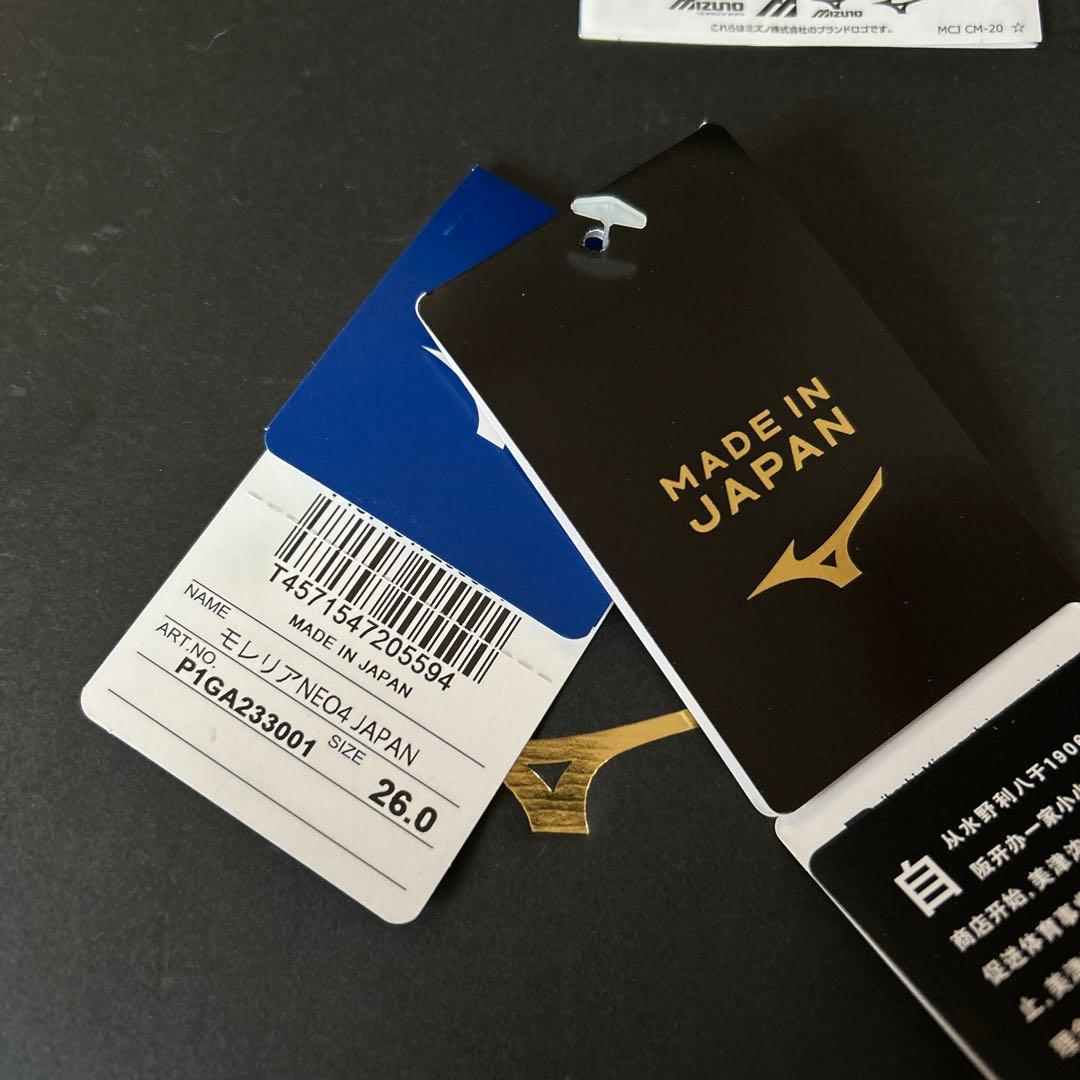 MIZUNO
MIZUNO
これらはミズノ株式会社のブランドロゴです。
MCJ CM-20 ☆
MADE IN
JAPAN
T4571547205594
MADE IN JAPAN
NAME
モレリアNEO4 JAPAN
ART.NO.
P1GA233001
SIZE
26.0
自
从水野利八于1906
阪开办一家小
商店开始,美津
促进体育事
止,美